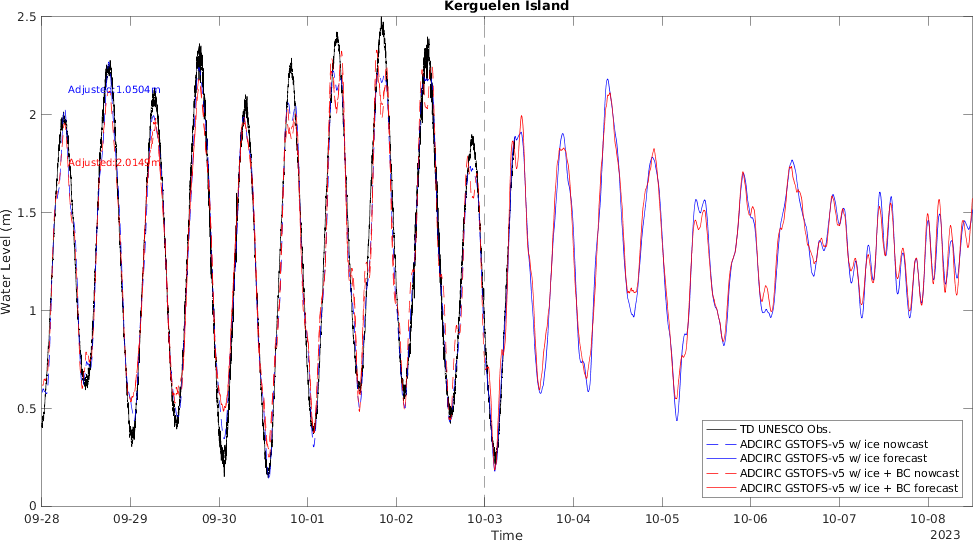 Kerguelen Island
2.5
Adjusted:1.0504m
2
Adjusted:2.0149m
1.5
Water Level (m)
1
0.5
0
TD UNESCO Obs.
ADCIRC GSTOFS-v5 w/ ice nowcast
ADCIRC GSTOFS-v5 w/ ice forecast
ADCIRC GSTOFS-v5 w/ ice + BC nowcast
ADCIRC GSTOFS-v5 w/ ice + BC forecast
09-28 09-29 09-30 10-01 10-02 10-03 10-04 10-05 10-06 10-07 10-08
Time
2023